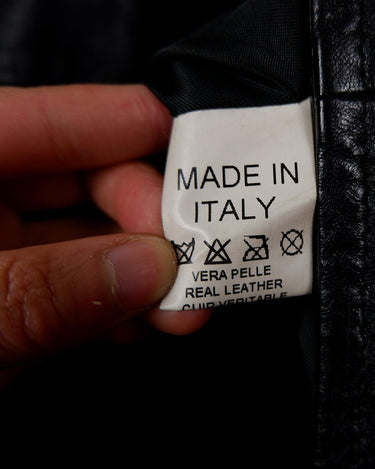 MADE IN
ITALY
VERA PELLE
REAL LEATHER
CUIR VERITABLE